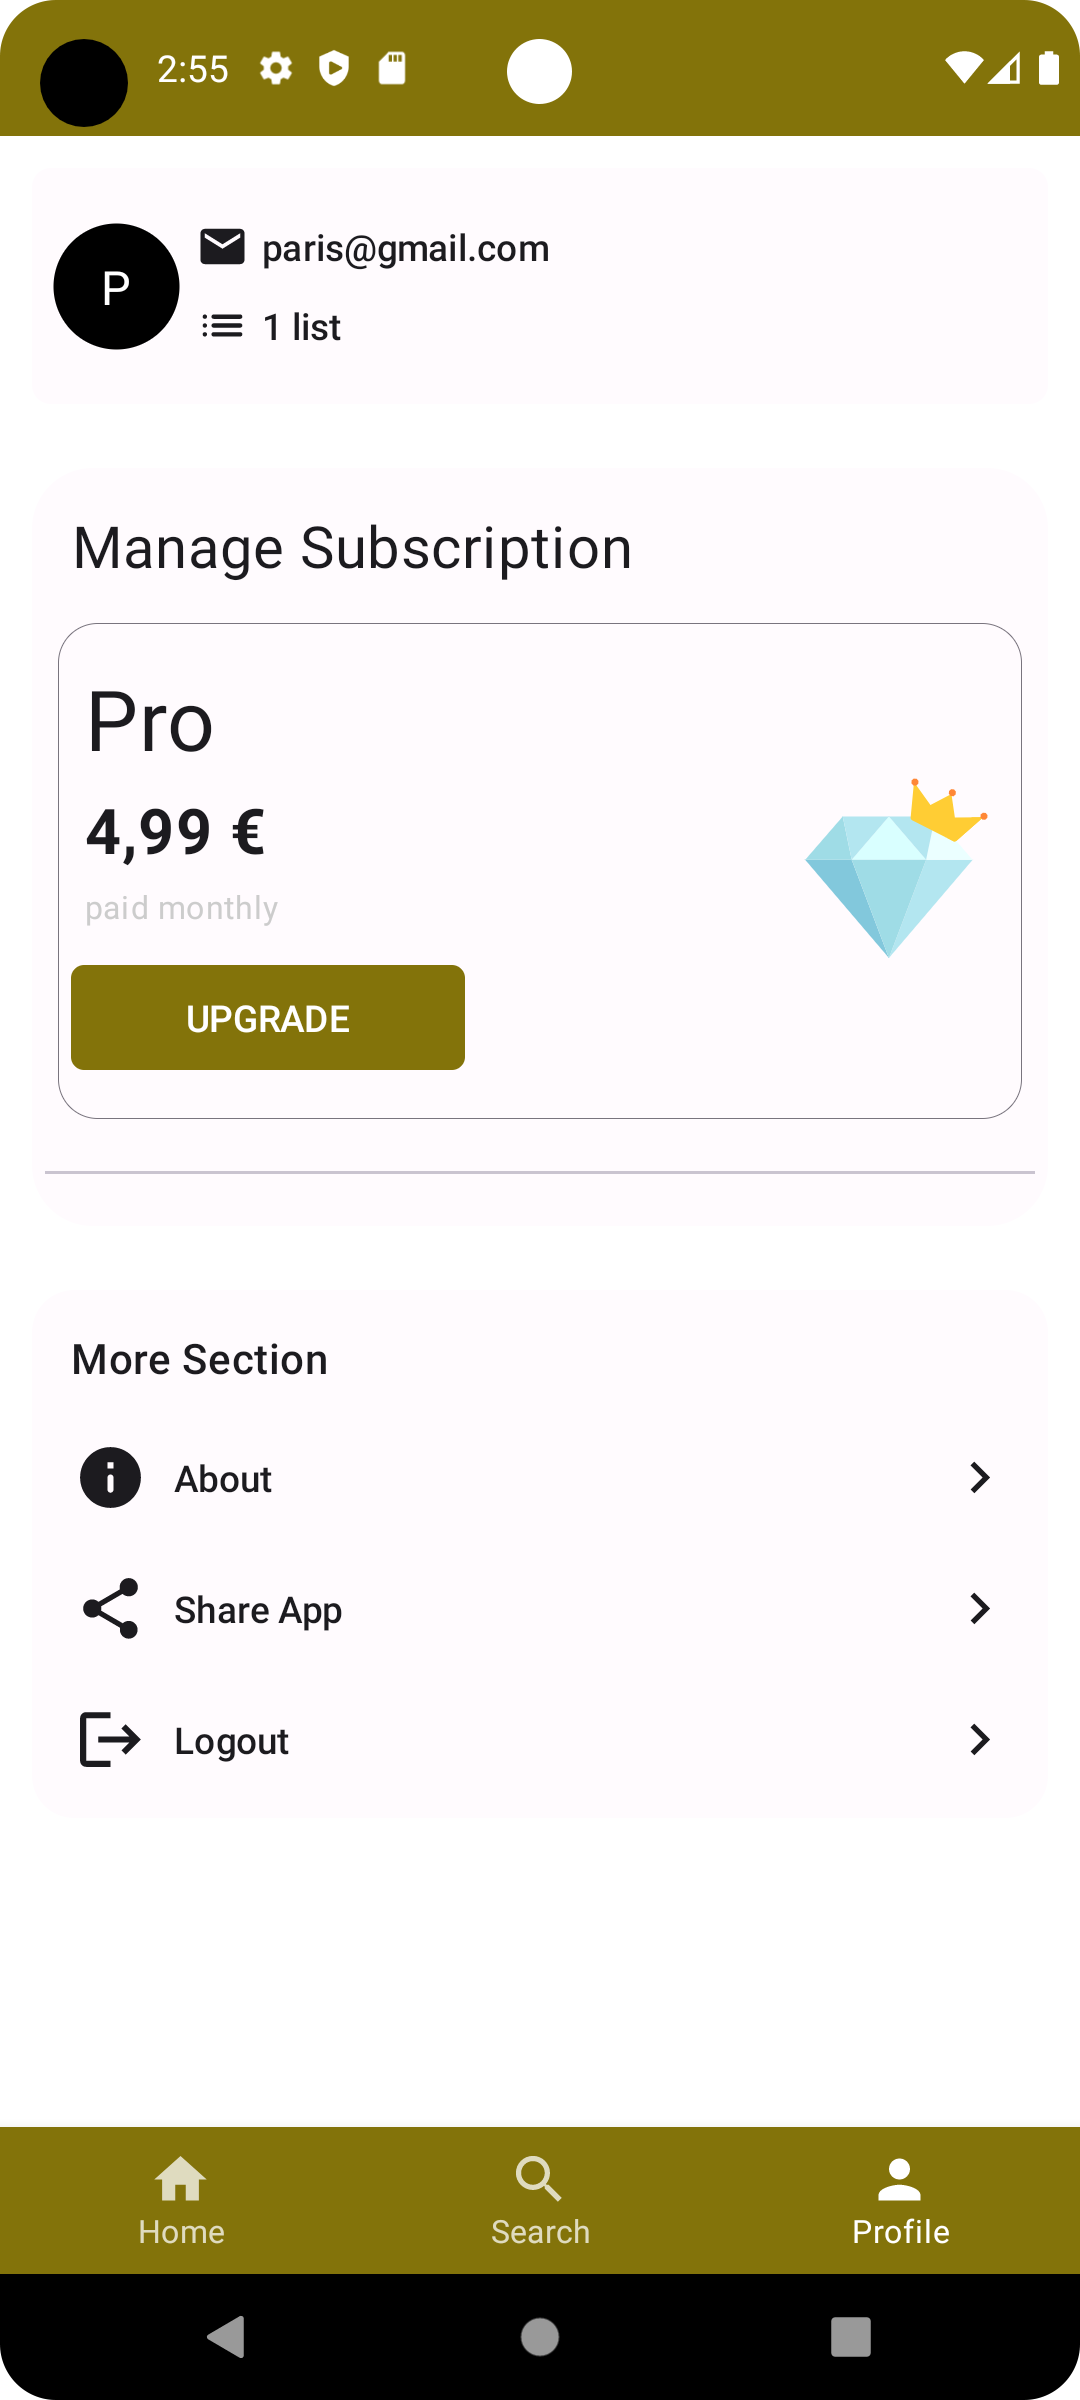 2:55
P
paris@gmail.com
1 list
Manage Subscription
Pro
4,99 €
paid monthly
UPGRADE
More Section
About
Share App
Logout
Home
Search
Profile